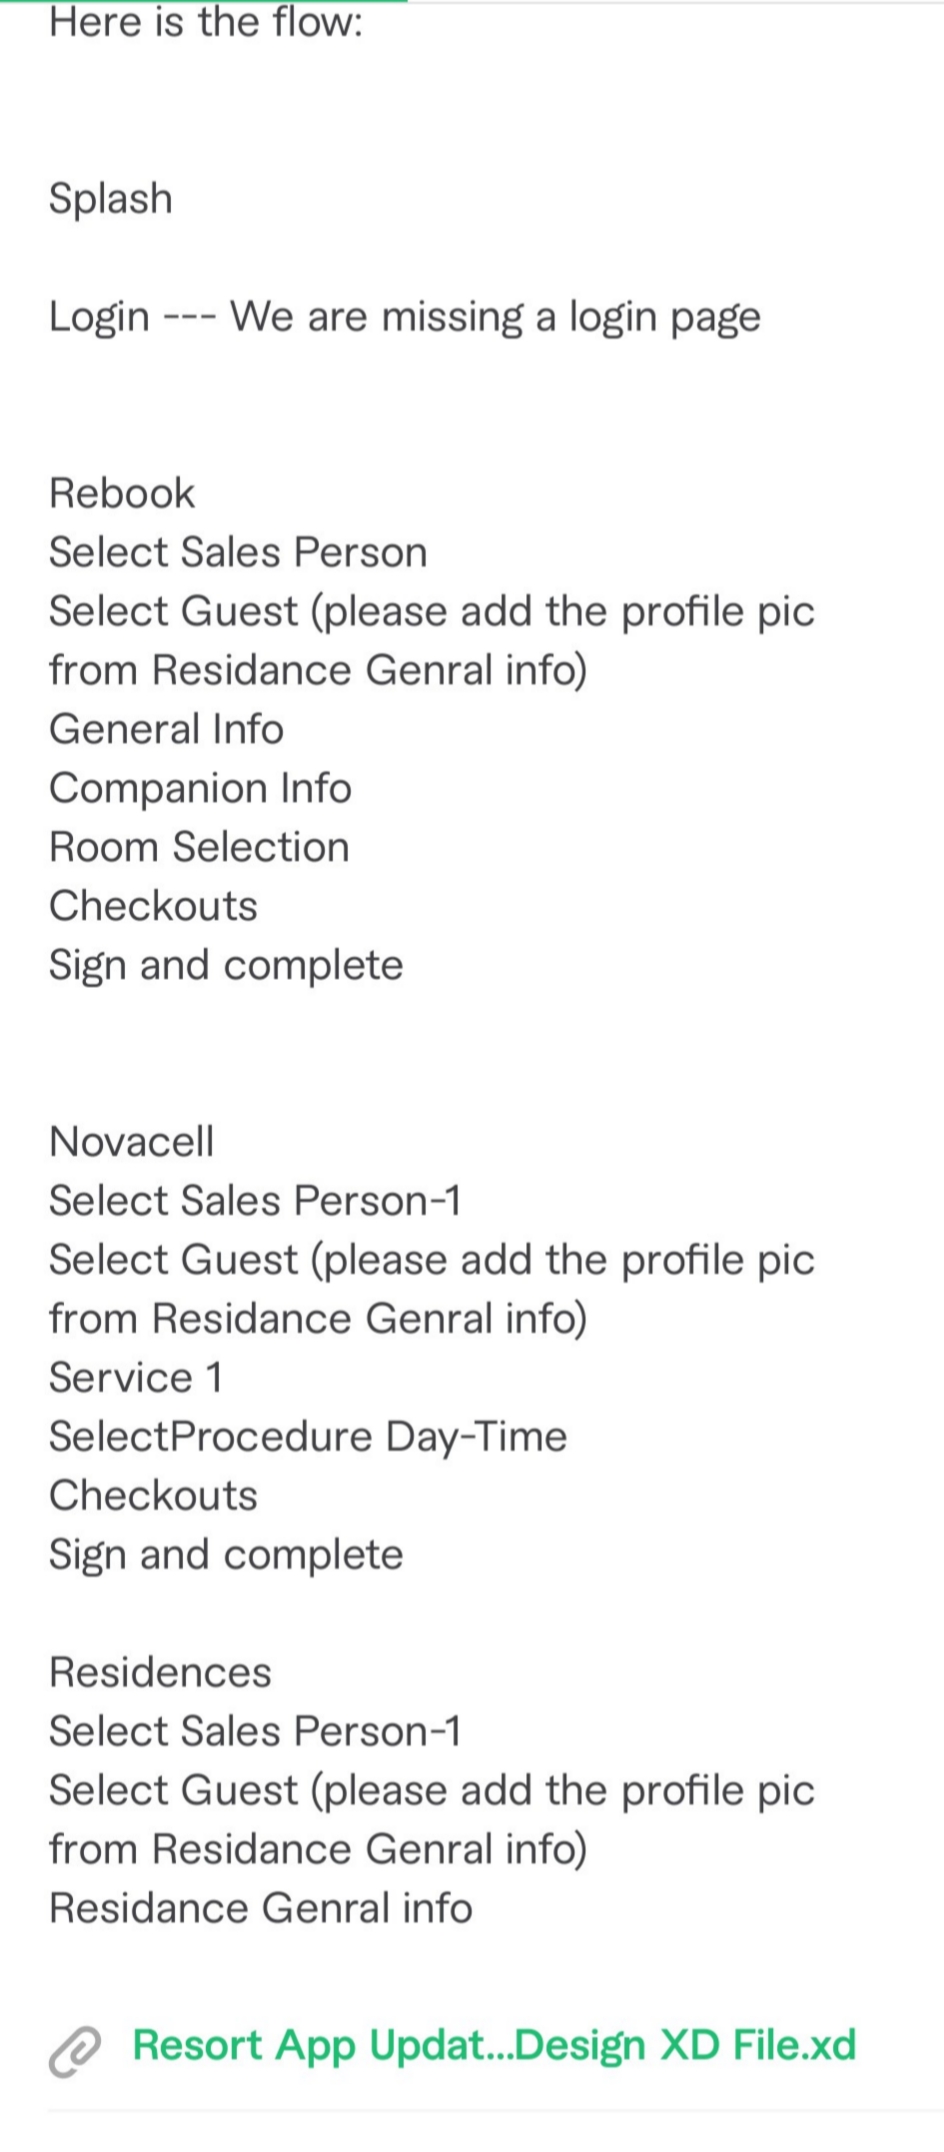 Here is the flow:
Splash
Login --- We are missing a login page
Rebook
Select Sales Person
Select Guest (please add the profile pic
from Residance Genral info)
General Info
Companion Info
Room Selection
Checkouts
Sign and complete
Novacell
Select Sales Person-1
Select Guest (please add the profile pic
from Residance Genral info)
Service 1
SelectProcedure Day-Time
Checkouts
Sign and complete
Residences
Select Sales Person-1
Select Guest (please add the profile pic
from Residance Genral info)
Residance Genral info
Resort App Updat...Design XD File.xd